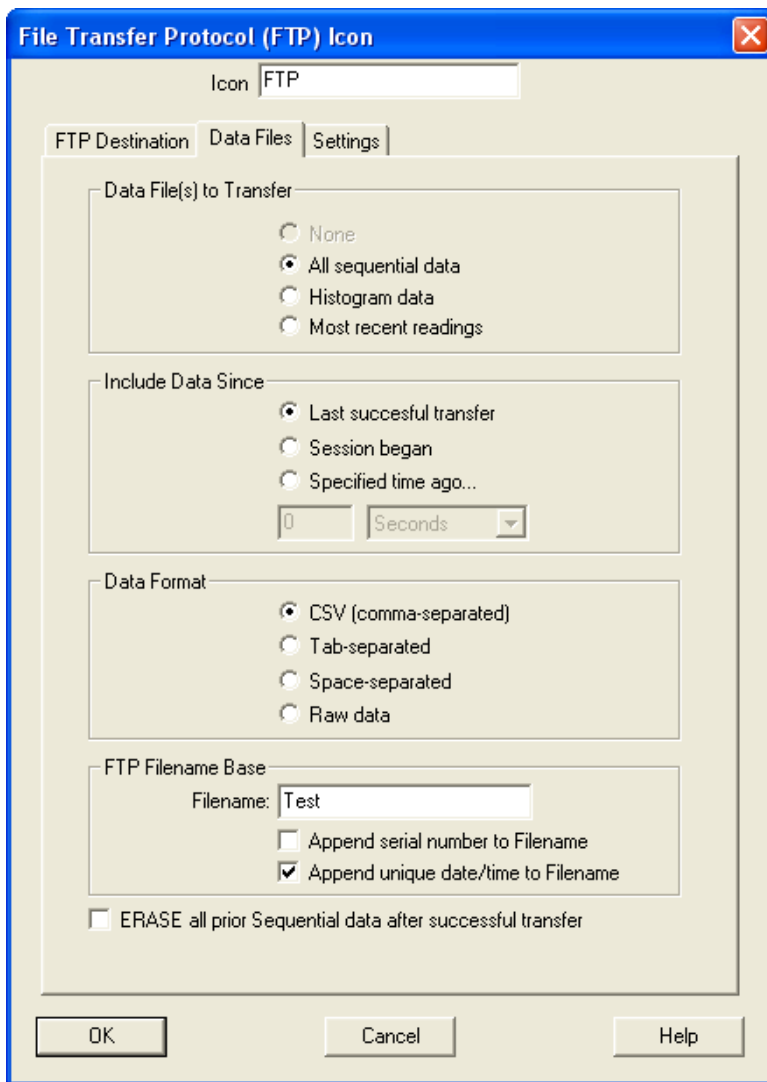 File Transfer Protocol (FTP) Icon
Icon FTP
FTP Destination Data Files Settings
Data File(s) to Transfer
None
All sequential data
Histogram data
Most recent readings
Include Data Since
Last succesful transfer
Session began
Specified time ago...
0 Seconds
Data Format
CSV (comma-separated)
Tab-separated
Space-separated
Raw data
FTP Filename Base
Filename: Test
Append serial number to Filename
Append unique date/time to Filename
ERASE all prior Sequential data after successful transfer
OK Cancel Help